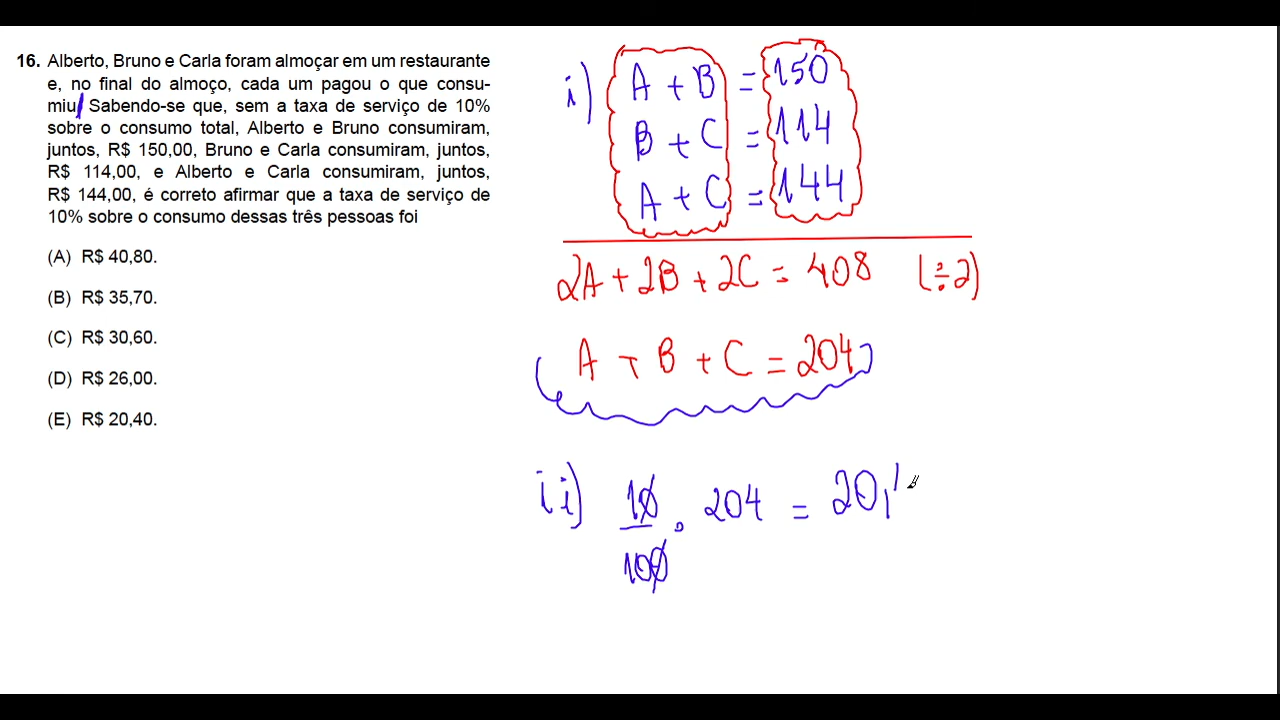 16. Alberto, Bruno e Carla foram almoçar em um restaurante
e, no final do almoço, cada um pagou o que consu-
miu. Sabendo-se que, sem a taxa de serviço de 10%
sobre o consumo total, Alberto e Bruno consumiram,
juntos, R$ 150,00, Bruno e Carla consumiram, juntos,
R$ 114,00, e Alberto e Carla consumiram, juntos,
R$ 144,00, é correto afirmar que a taxa de serviço de
10% sobre o consumo dessas três pessoas foi
(A) R$ 40,80.
(B) R$ 35,70.
(C) R$ 30,60.
(D) R$ 26,00.
(E) R$ 20,40.
i) A + B = 150
B + C = 114
A + C = 144
2A + 2B + 2C = 408 (÷2)
A + B + C = 204
ii) 10/100 . 204 = 20,